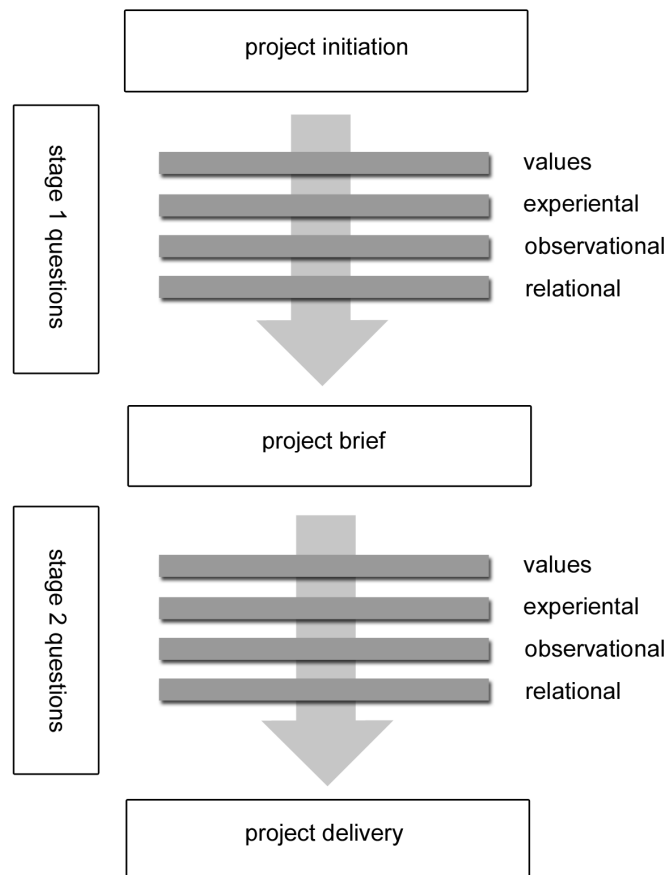 project initiation
stage 1 questions
values
experiental
observational
relational
project brief
stage 2 questions
values
experiental
observational
relational
project delivery